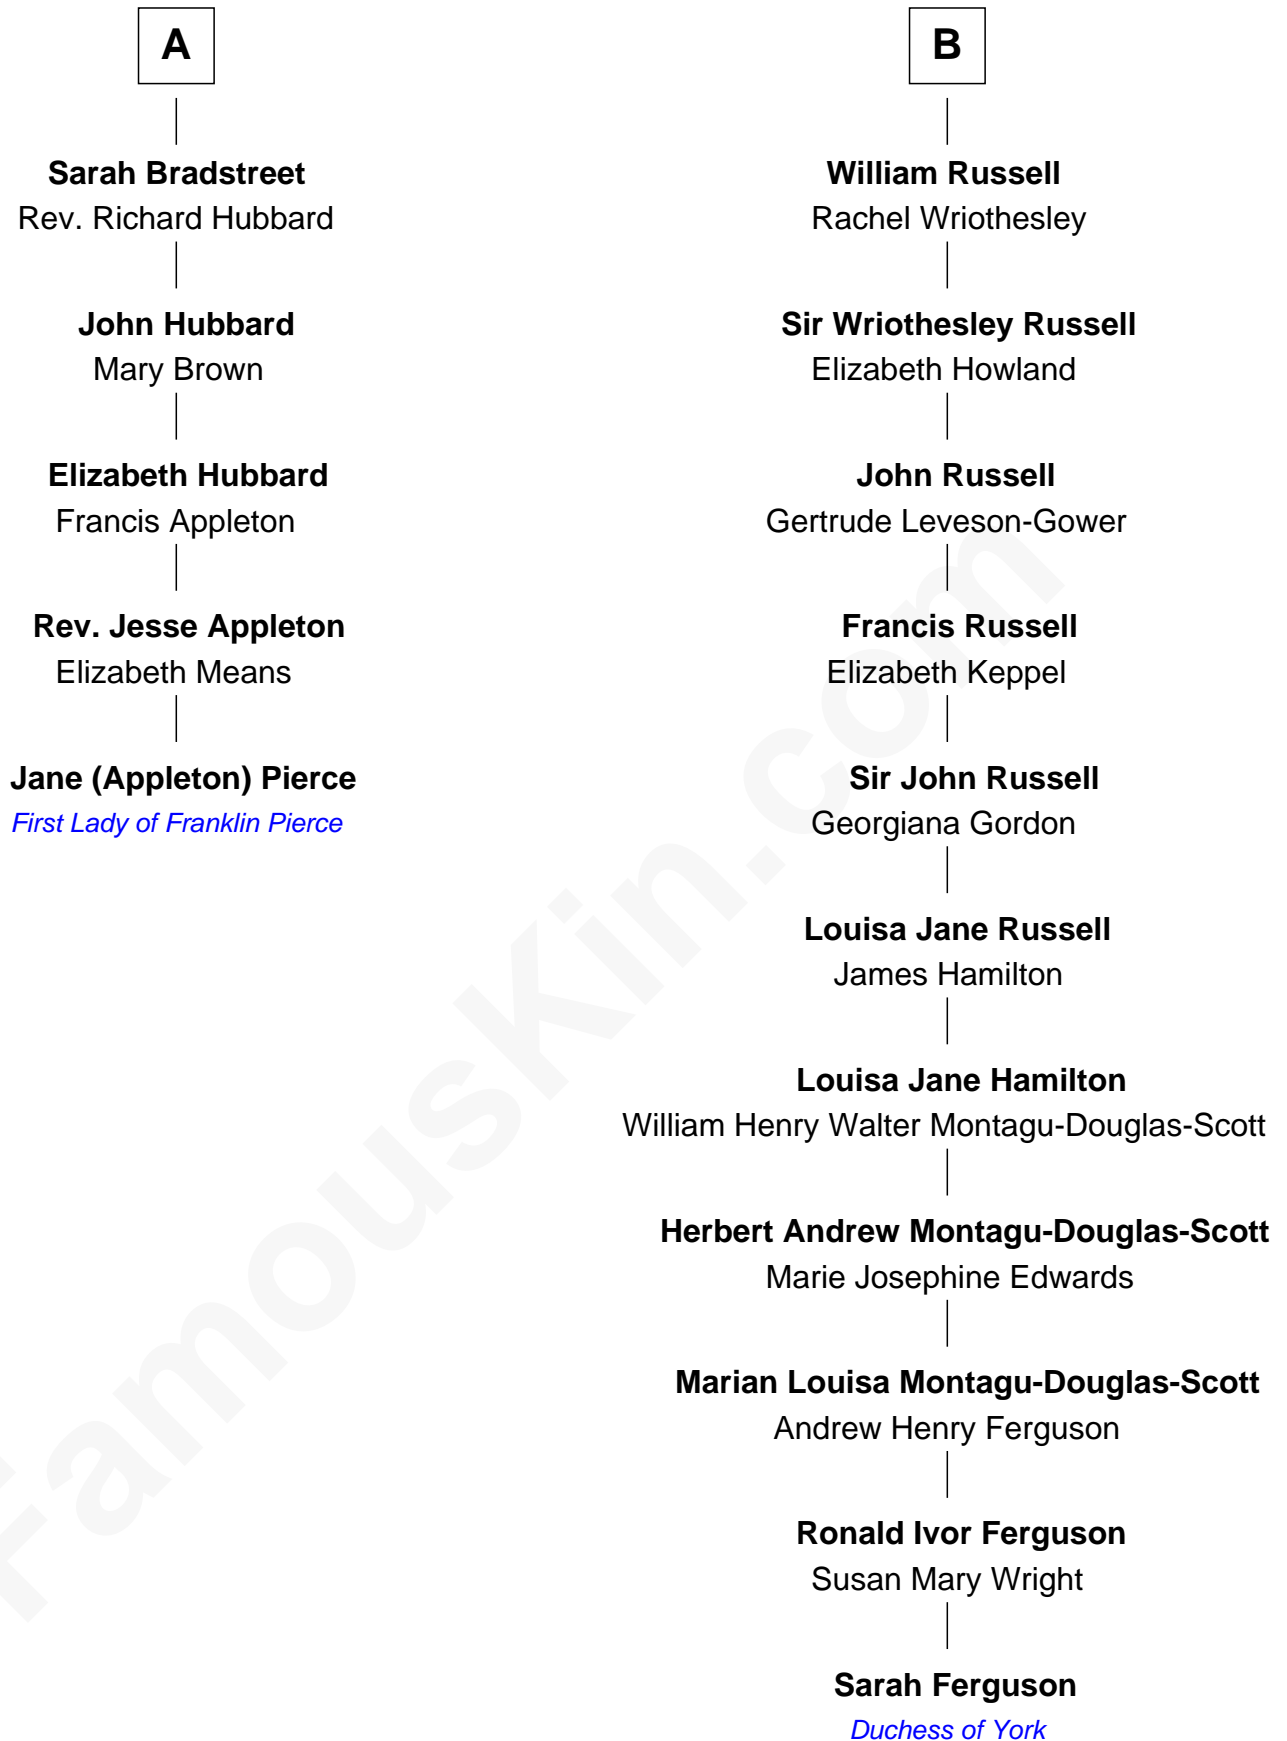 A
Sarah Bradstreet
Rev. Richard Hubbard
John Hubbard
Mary Brown
Elizabeth Hubbard
Francis Appleton
Rev. Jesse Appleton
Elizabeth Means
Jane (Appleton) Pierce
First Lady of Franklin Pierce
B
William Russell
Rachel Wriothesley
Sir Wriothesley Russell
Elizabeth Howland
John Russell
Gertrude Leveson-Gower
Francis Russell
Elizabeth Keppel
Sir John Russell
Georgiana Gordon
Louisa Jane Russell
James Hamilton
Louisa Jane Hamilton
William Henry Walter Montagu-Douglas-Scott
Herbert Andrew Montagu-Douglas-Scott
Marie Josephine Edwards
Marian Louisa Montagu-Douglas-Scott
Andrew Henry Ferguson
Ronald Ivor Ferguson
Susan Mary Wright
Sarah Ferguson
Duchess of York
FamousKin.com